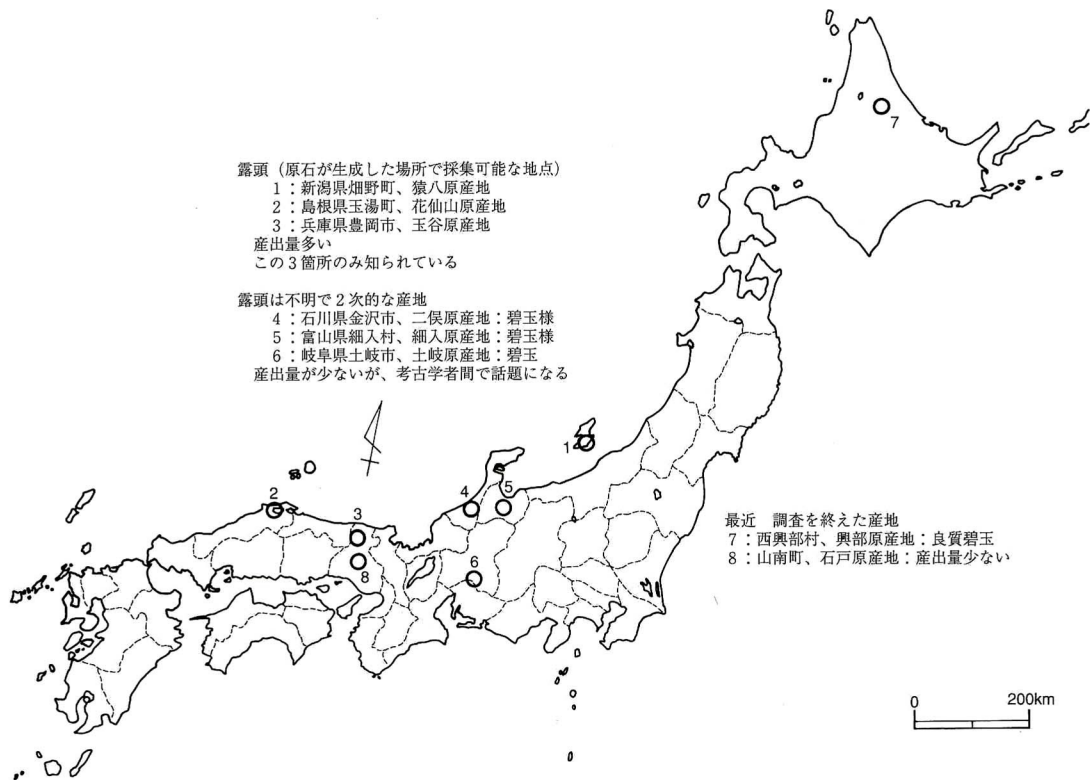 露頭（原石が生成した場所で採集可能な地点）
1：新潟県畑野町、猿八原産地
2：島根県玉湯町、花仙山原産地
3：兵庫県豊岡市、玉谷原産地
産出量多い
この3箇所のみ知られている
露頭は不明で2次的な産地
4：石川県金沢市、二俣原産地：碧玉様
5：富山県細入村、細入原産地：碧玉様
6：岐阜県土岐市、土岐原産地：碧玉
産出量が少ないが、考古学者間で話題になる
最近　調査を終えた産地
7：西興部村、興部原産地：良質碧玉
8：山南町、石戸原産地：産出量少ない
7
1
2
3
4
5
8
6
0
200km